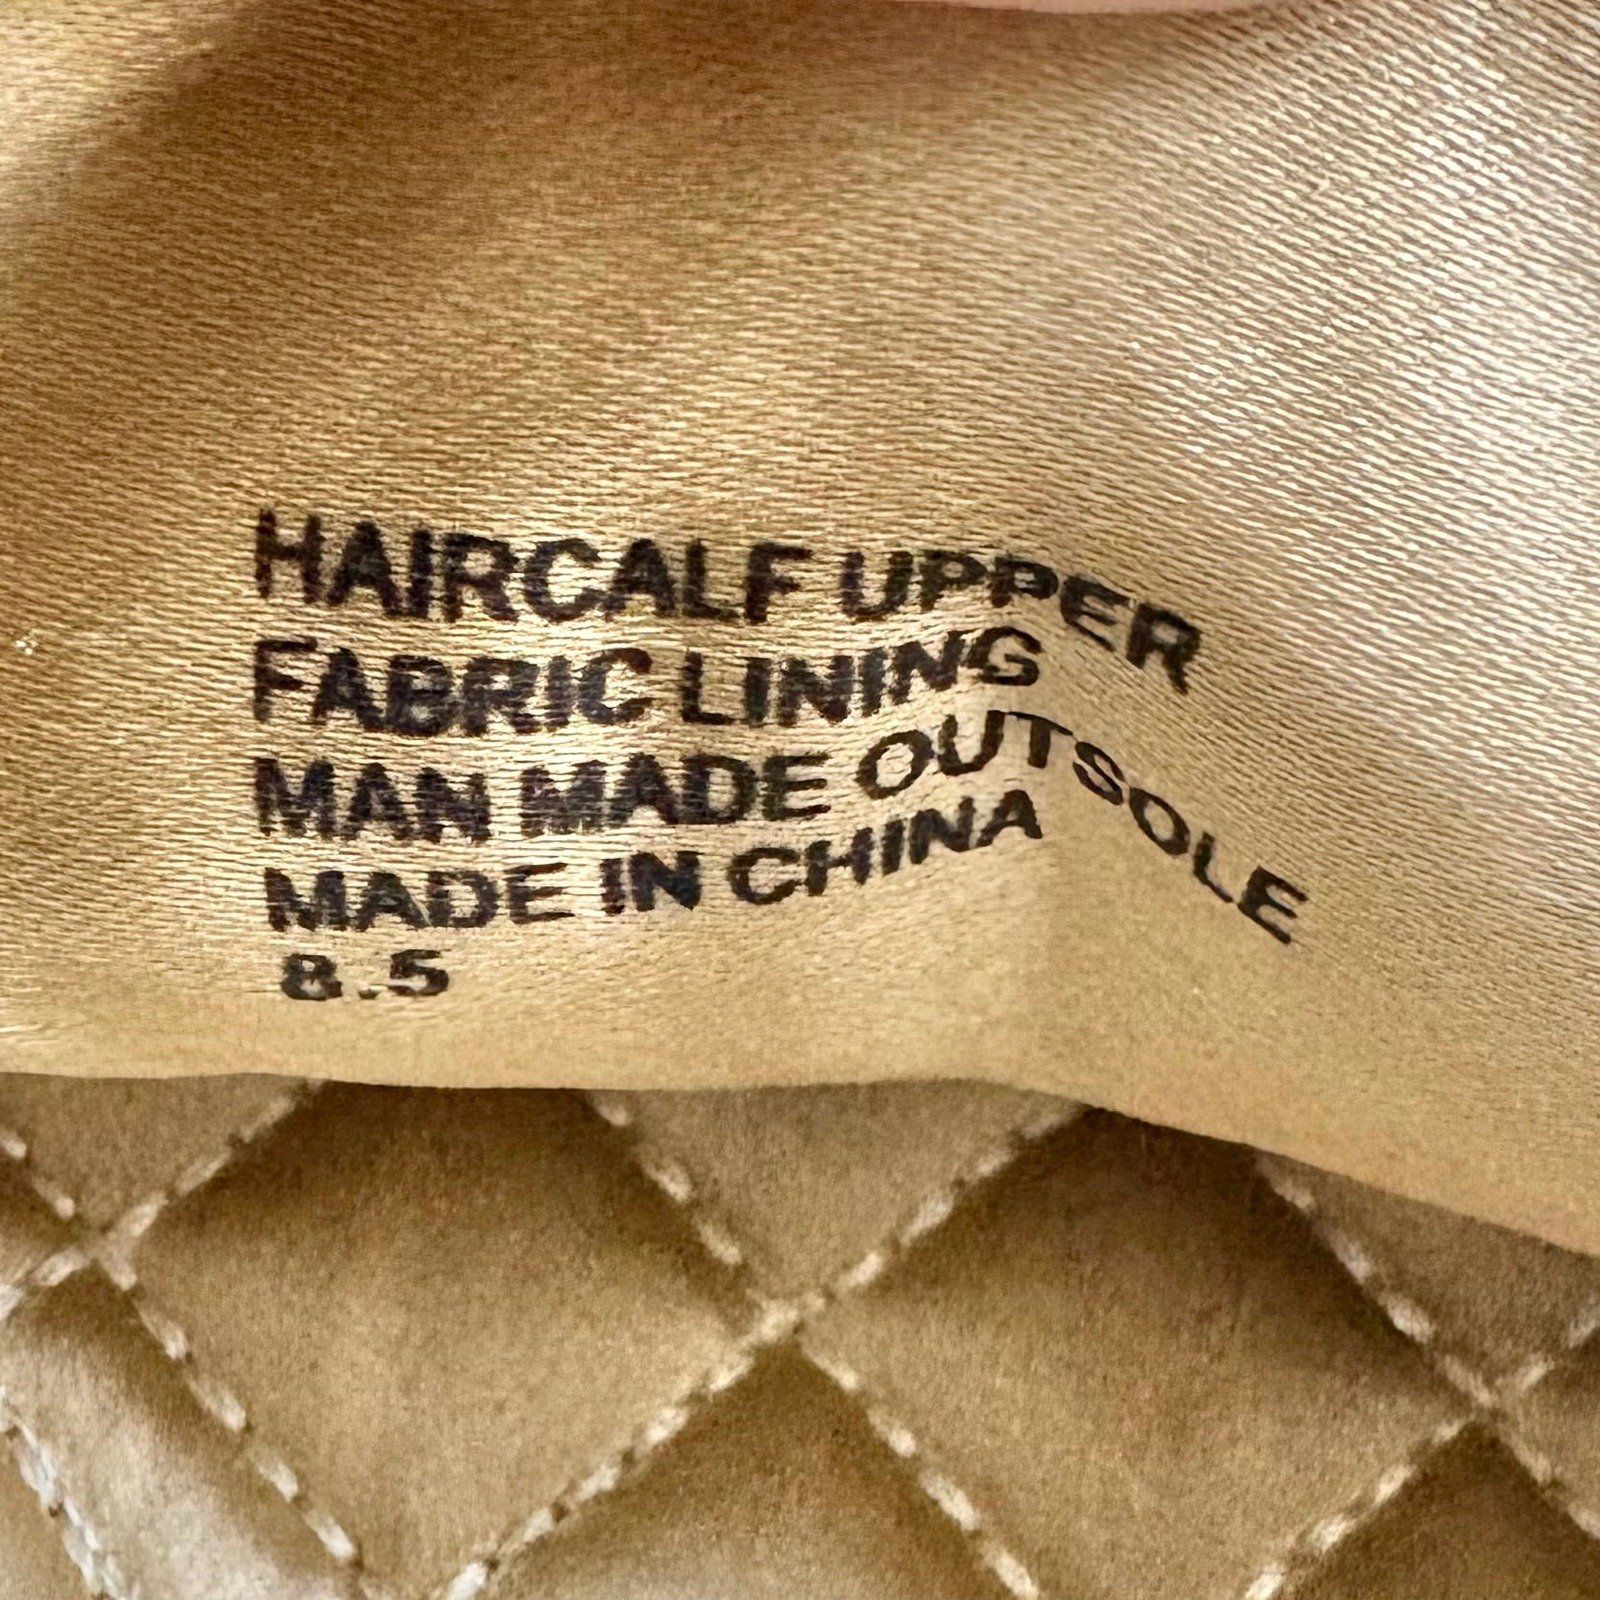 HAIRCALF UPPER
FABRIC LINING
MAN MADE OUTSOLE
MADE IN CHINA
8.5